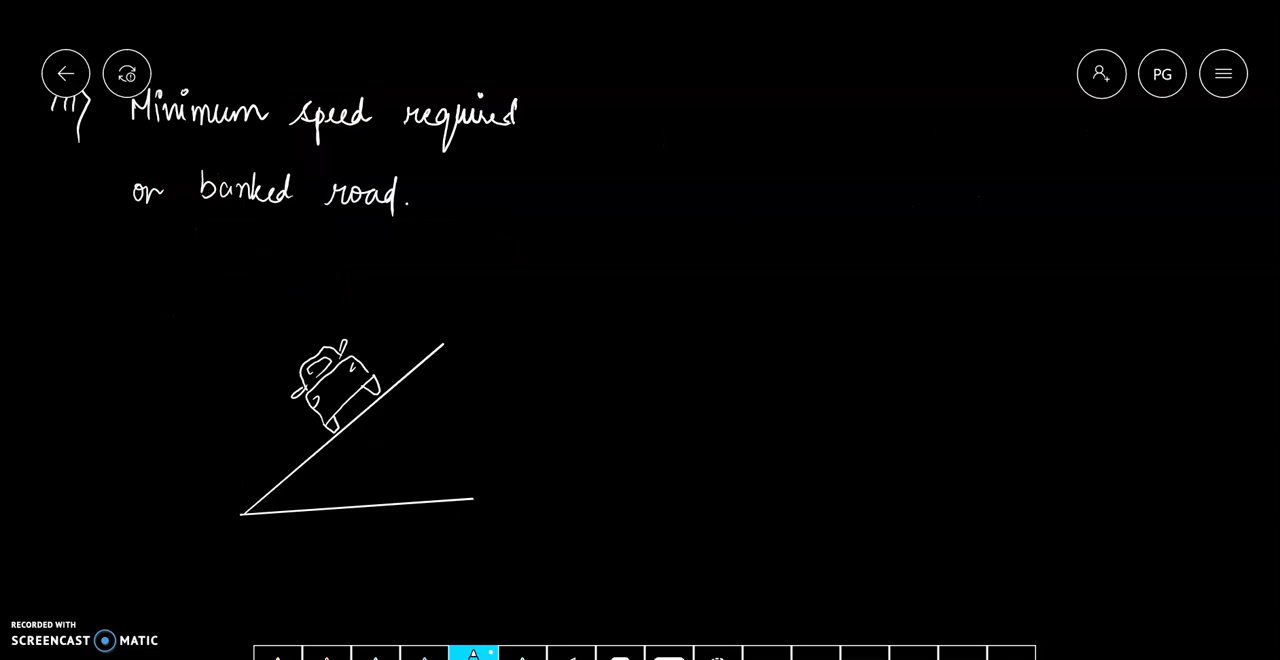 PG
iii) Minimum speed required
on banked road.
RECORDED WITH
SCREENCAST MATIC